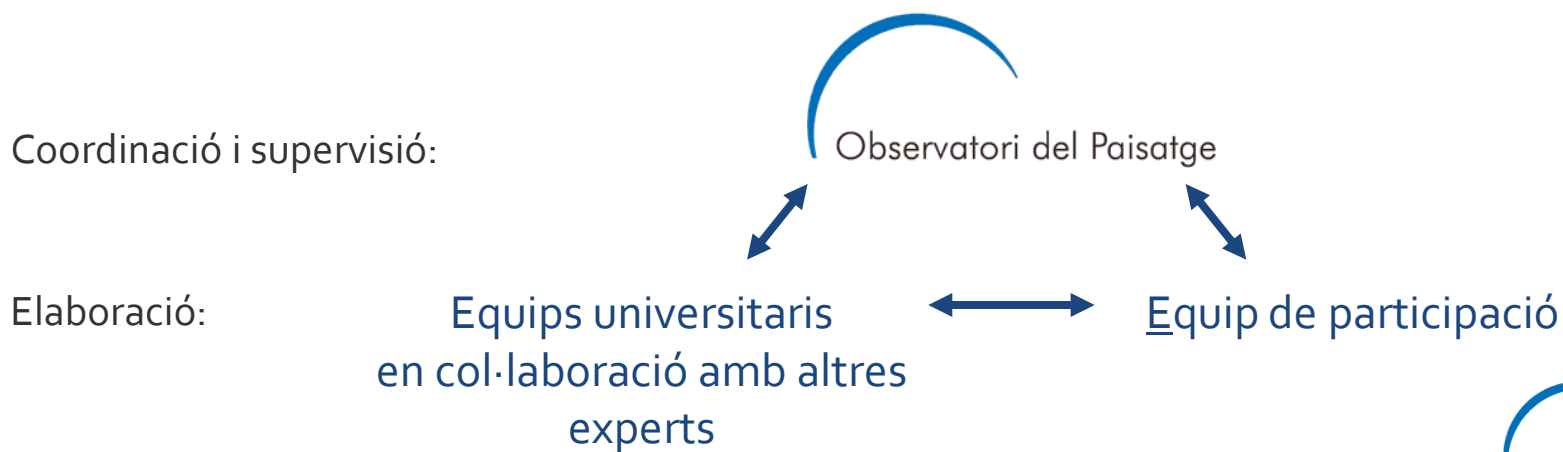 Coordinació i supervisió:
Observatori del Paisatge
Elaboració:
Equips universitaris
en col·laboració amb altres
experts
Equip de participació